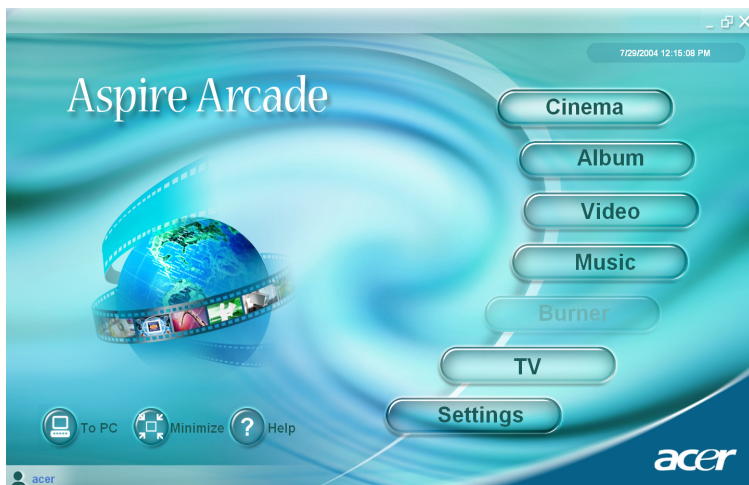 7/29/2004 12:15:08 PM
Aspire Arcade
Cinema
Album
Video
Music
Burner
TV
Settings
To PC
Minimize
? Help
acer
acer